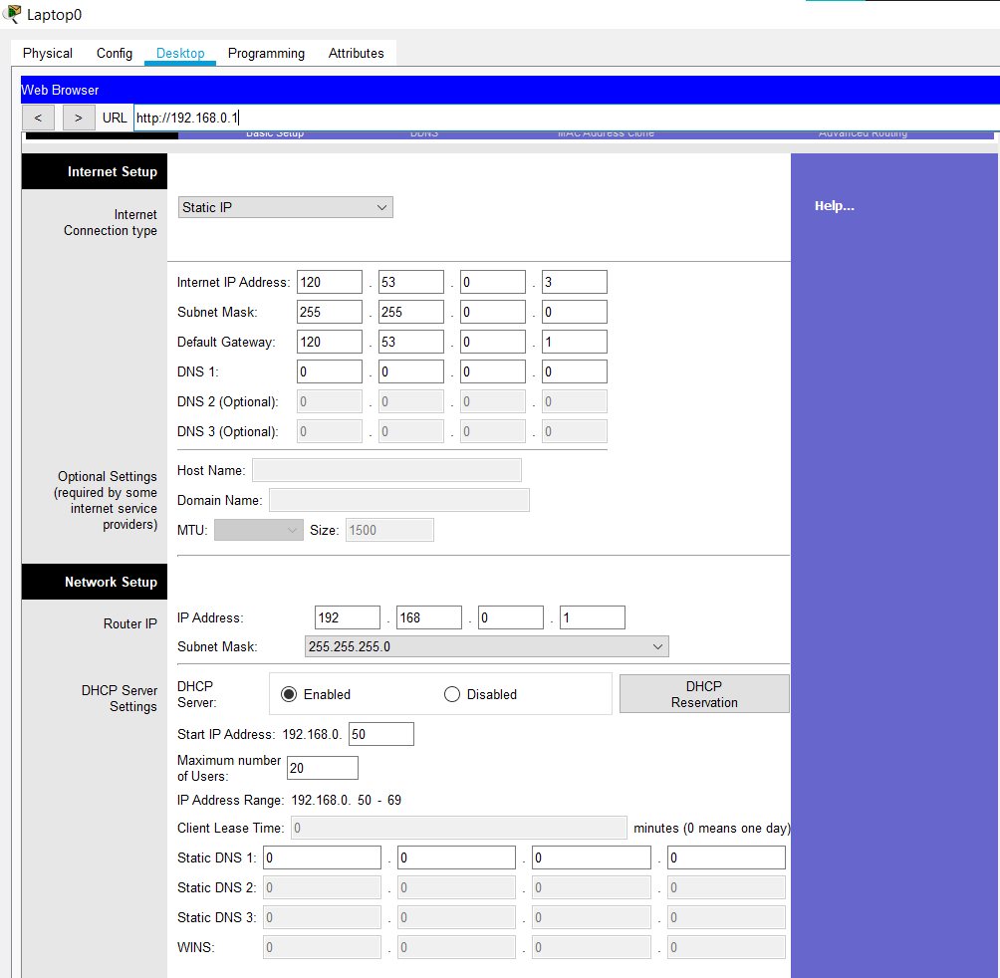 Laptop0
Physical Config Desktop Programming Attributes
Web Browser
< > URL http://192.168.0.1
Basic Setup DDNS MAC Address Clone Advanced Routing
Internet Setup
Help...
Internet
Connection type
Static IP
Internet IP Address: 120 . 53 . 0 . 3
Subnet Mask: 255 . 255 . 0 . 0
Default Gateway: 120 . 53 . 0 . 1
DNS 1: 0 . 0 . 0 . 0
DNS 2 (Optional): 0 . 0 . 0 . 0
DNS 3 (Optional): 0 . 0 . 0 . 0
Optional Settings
(required by some
internet service
providers)
Host Name:
Domain Name:
MTU: Size: 1500
Network Setup
Router IP
IP Address: 192 . 168 . 0 . 1
Subnet Mask: 255.255.255.0
DHCP Server
Settings
DHCP
Server:
Enabled Disabled
DHCP
Reservation
Start IP Address: 192.168.0. 50
Maximum number
of Users:
20
IP Address Range: 192.168.0. 50 - 69
Client Lease Time: 0 minutes (0 means one day)
Static DNS 1: 0 . 0 . 0 . 0
Static DNS 2: 0 . 0 . 0 . 0
Static DNS 3: 0 . 0 . 0 . 0
WINS: 0 . 0 . 0 . 0